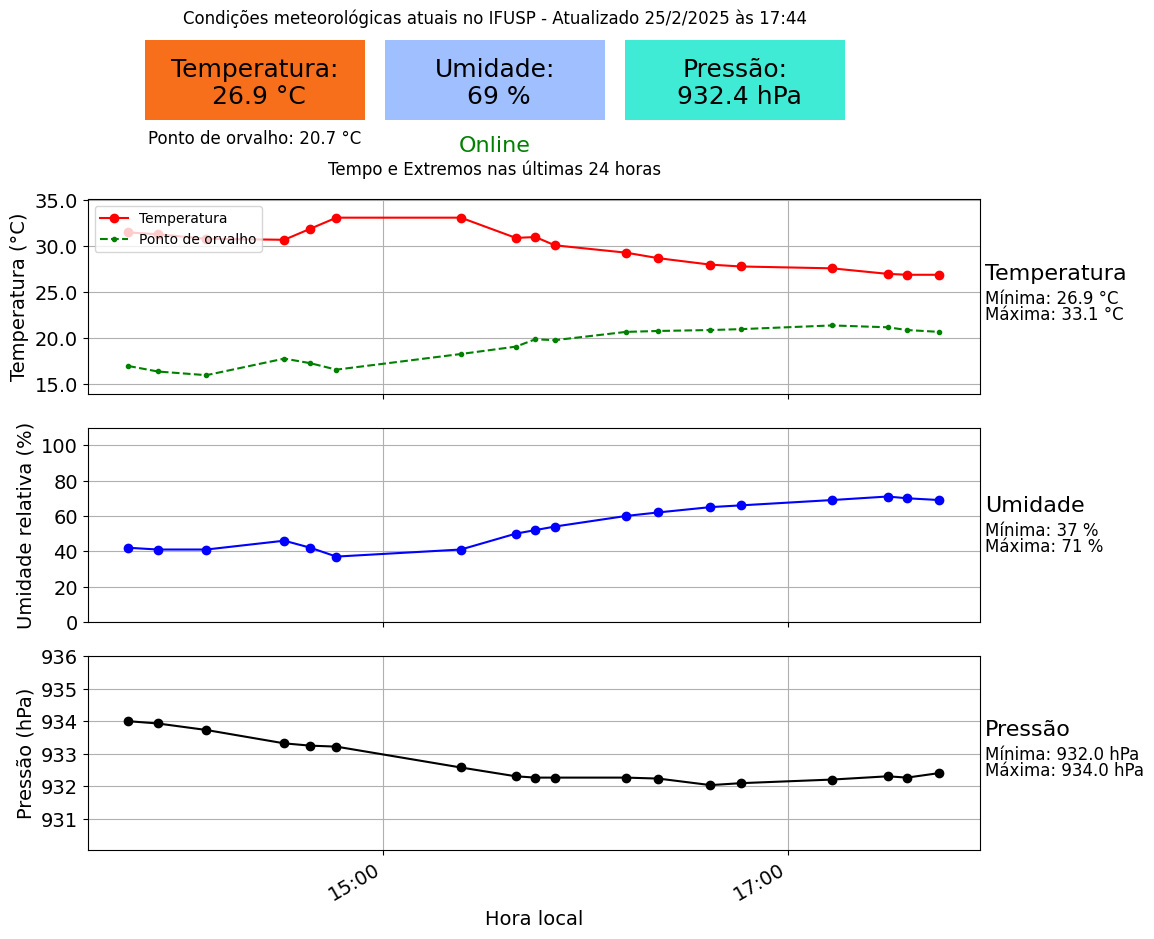 Condições meteorológicas atuais no IFUSP - Atualizado 25/2/2025 às 17:44
Temperatura:
26.9 °C
Umidade:
69 %
Pressão:
932.4 hPa
Ponto de orvalho: 20.7 °C
Online
Tempo e Extremos nas últimas 24 horas
Temperatura (°C)
35.0
30.0
25.0
20.0
15.0
Temperatura
Ponto de orvalho
Temperatura
Mínima: 26.9 °C
Máxima: 33.1 °C
Umidade relativa (%)
100
80
60
40
20
0
Umidade
Mínima: 37 %
Máxima: 71 %
Pressão (hPa)
936
935
934
933
932
931
Pressão
Mínima: 932.0 hPa
Máxima: 934.0 hPa
15:00
17:00
Hora local